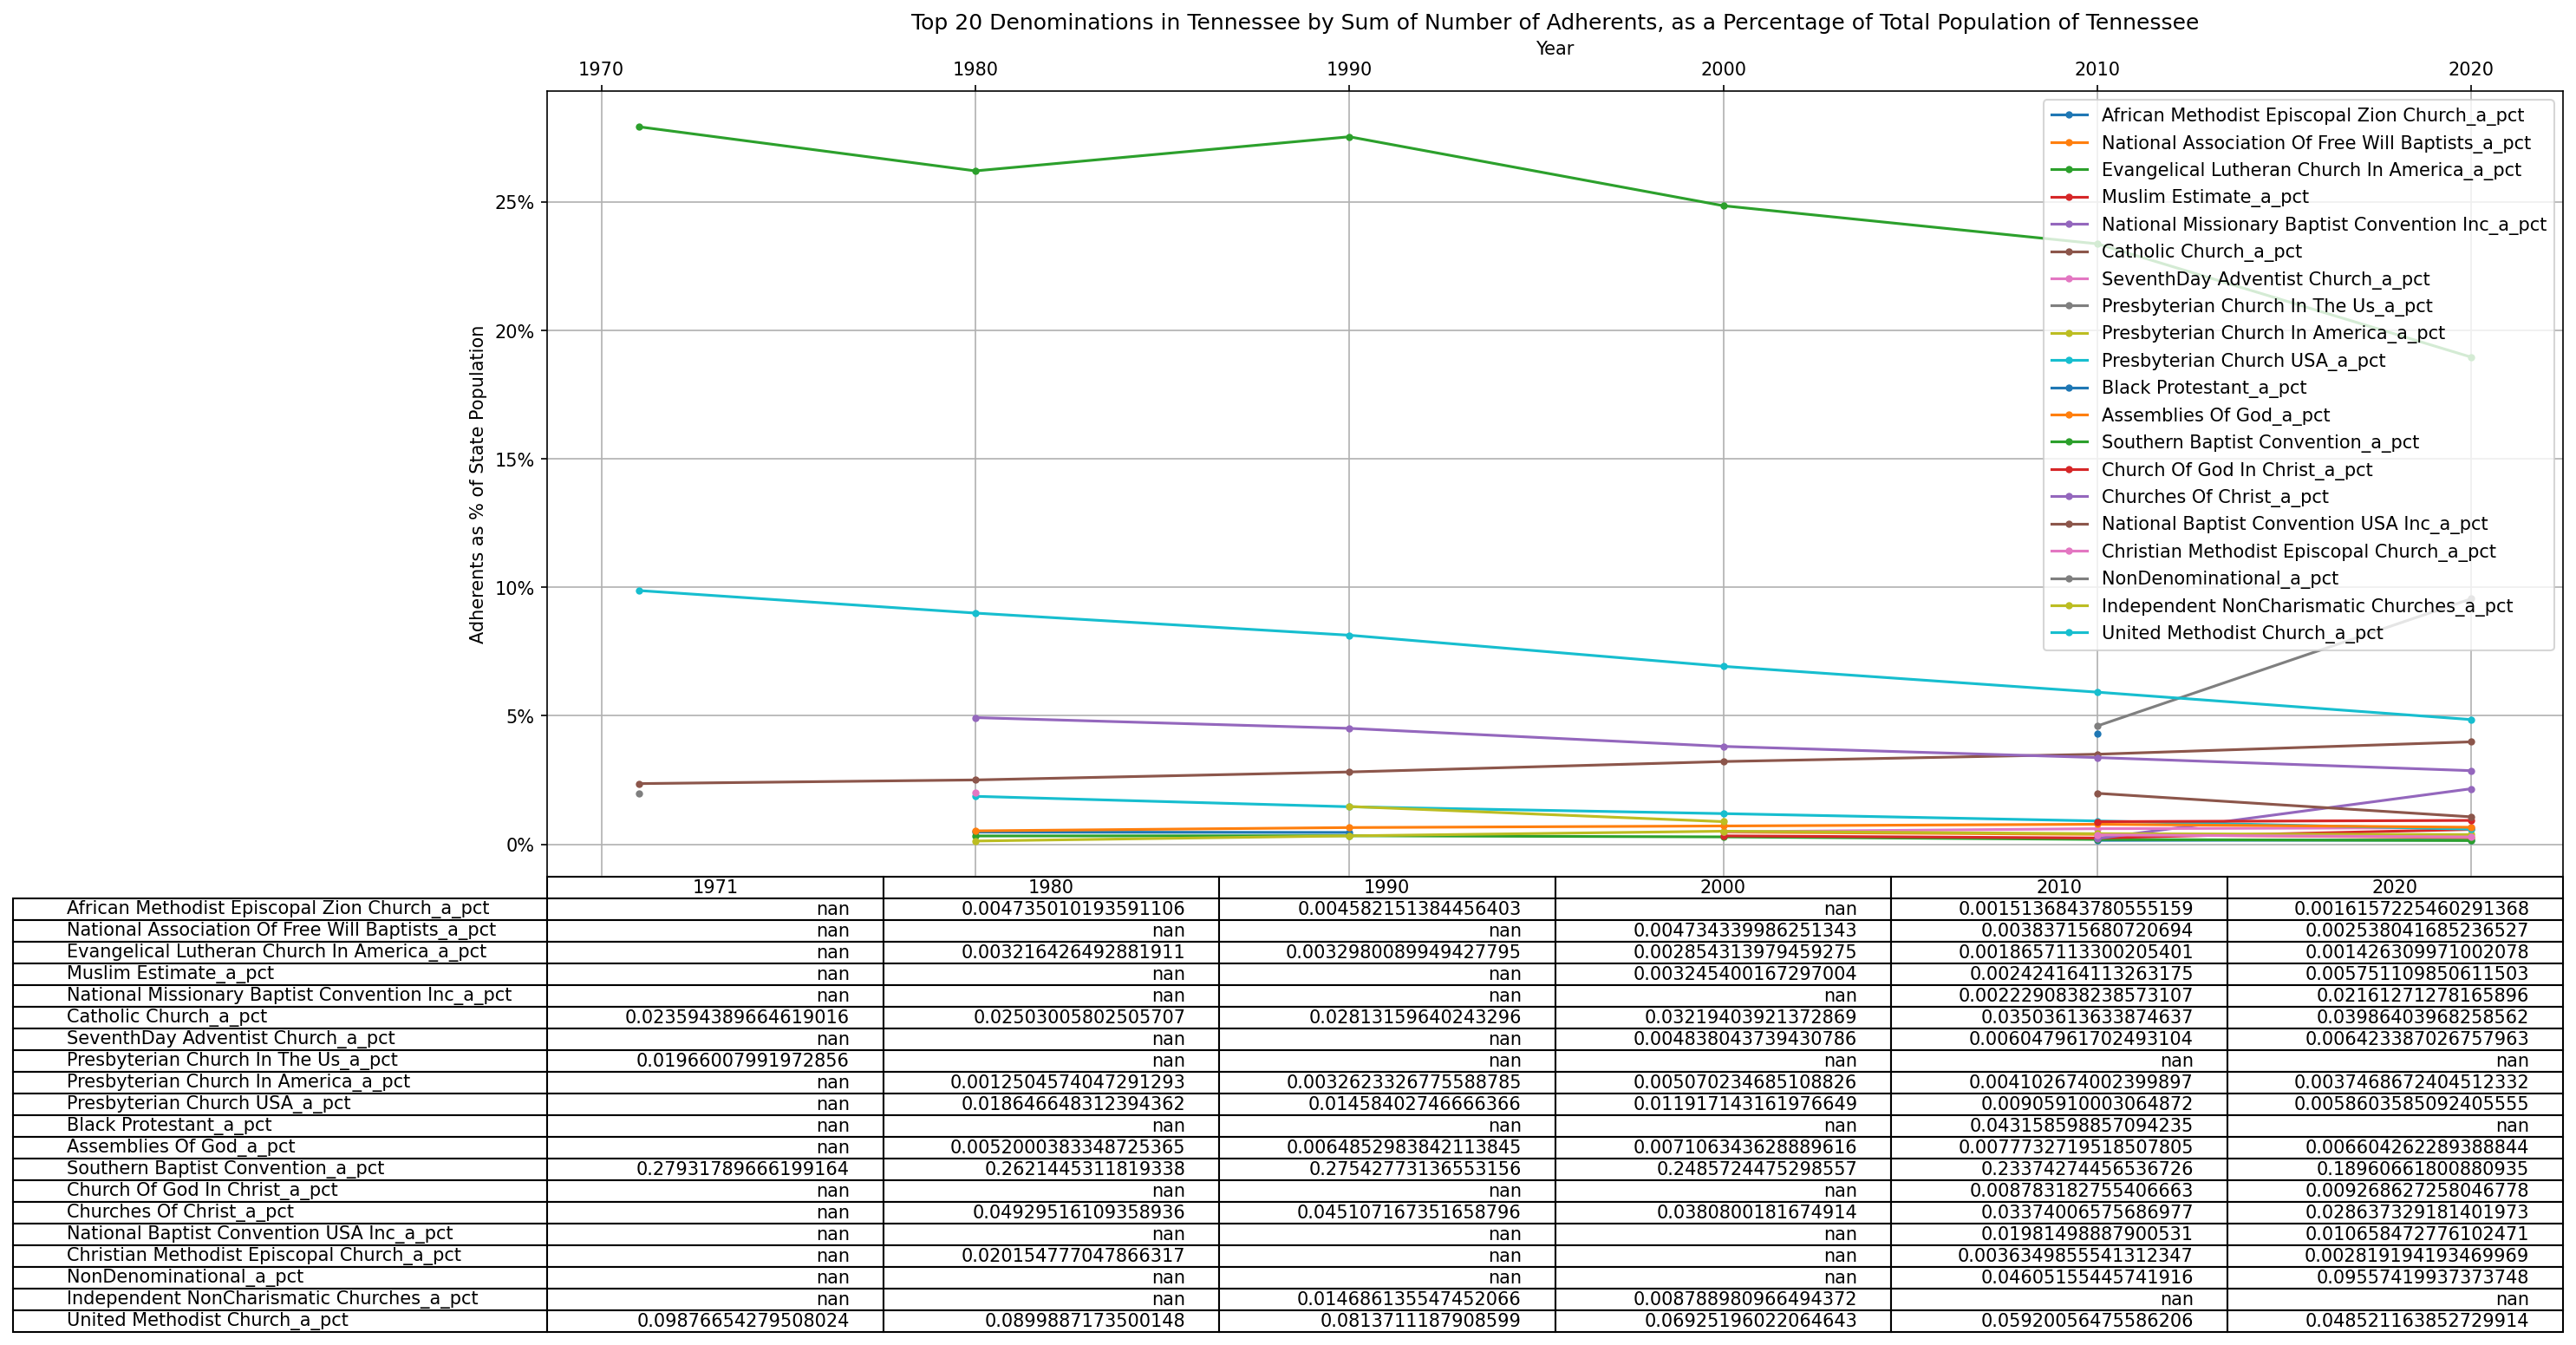 Top 20 Denominations in Tennessee by Sum of Number of Adherents, as a Percentage of Total Population of Tennessee
Year
1970 1980 1990 2000 2010 2020
Adherents as % of State Population
25%
20%
15%
10%
5%
0%
African Methodist Episcopal Zion Church_a_pct
National Association Of Free Will Baptists_a_pct
Evangelical Lutheran Church In America_a_pct
Muslim Estimate_a_pct
National Missionary Baptist Convention Inc_a_pct
Catholic Church_a_pct
SeventhDay Adventist Church_a_pct
Presbyterian Church In The Us_a_pct
Presbyterian Church In America_a_pct
Presbyterian Church USA_a_pct
Black Protestant_a_pct
Assemblies Of God_a_pct
Southern Baptist Convention_a_pct
Church Of God In Christ_a_pct
Churches Of Christ_a_pct
National Baptist Convention USA Inc_a_pct
Christian Methodist Episcopal Church_a_pct
NonDenominational_a_pct
Independent NonCharismatic Churches_a_pct
United Methodist Church_a_pct
1971 1980 1990 2000 2010 2020
African Methodist Episcopal Zion Church_a_pct nan 0.004735010193591106 0.004582151384456403 nan 0.0015136843780555159 0.0016157225460291368
National Association Of Free Will Baptists_a_pct nan nan nan 0.004734339986251343 0.00383715680720694 0.002538041685236527
Evangelical Lutheran Church In America_a_pct nan 0.003216426492881911 0.0032980089949427795 0.002854313979459275 0.0018657113300205401 0.001426309971002078
Muslim Estimate_a_pct nan nan nan 0.003245400167297004 0.002424164113263175 0.005751109850611503
National Missionary Baptist Convention Inc_a_pct nan nan nan nan 0.0022290838238573107 0.02161271278165896
Catholic Church_a_pct 0.023594389664619016 0.02503005802505707 0.02813159640243296 0.03219403921372869 0.03503613633874637 0.03986403968258562
SeventhDay Adventist Church_a_pct nan nan nan 0.004838043739430786 0.006047961702493104 0.006423387026757963
Presbyterian Church In The Us_a_pct 0.01966007991972856 nan nan nan nan nan
Presbyterian Church In America_a_pct nan 0.0012504574047291293 0.0032623326775588785 0.005070234685108826 0.004102674002399897 0.0037468672404512332
Presbyterian Church USA_a_pct nan 0.018646648312394362 0.01458402746666366 0.011917143161976649 0.00905910003064872 0.0058603585092405555
Black Protestant_a_pct nan nan nan nan 0.043158598857094235 nan
Assemblies Of God_a_pct nan 0.0052000383348725365 0.0064852983842113845 0.007106343628889616 0.0077732719518507805 0.006604262289388844
Southern Baptist Convention_a_pct 0.27931789666199164 0.2621445311819338 0.27542773136553156 0.2485724475298557 0.23374274456536726 0.18960661800880935
Church Of God In Christ_a_pct nan nan nan nan 0.008783182755406663 0.009268627258046778
Churches Of Christ_a_pct nan 0.04929516109358936 0.045107167351658796 0.0380800181674914 0.03374006575686977 0.028637329181401973
National Baptist Convention USA Inc_a_pct nan nan nan nan 0.01981498887900531 0.010658472776102471
Christian Methodist Episcopal Church_a_pct nan 0.020154777047866317 nan nan 0.0036349855541312347 0.002819194193469969
NonDenominational_a_pct nan nan nan nan 0.04605155445741916 0.09557419937373748
Independent NonCharismatic Churches_a_pct nan nan 0.014686135547452066 0.008788980966494372 nan nan
United Methodist Church_a_pct 0.09876654279508024 0.0899887173500148 0.0813711187908599 0.06925196022064643 0.05920056475586206 0.048521163852729914